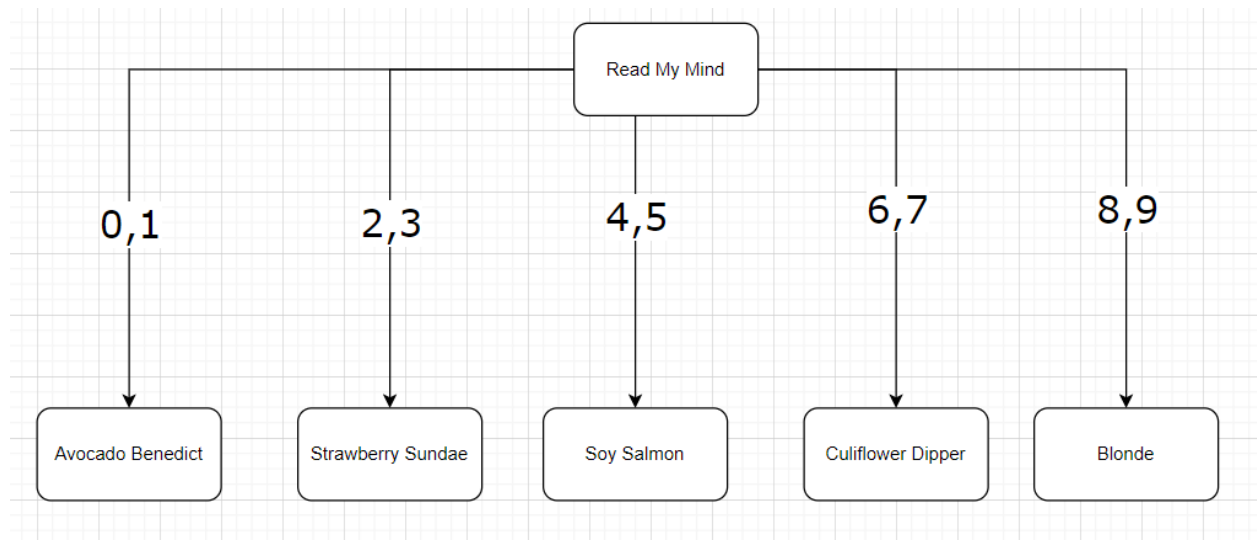 Read My Mind
0,1
2,3
4,5
6,7
8,9
Avocado Benedict
Strawberry Sundae
Soy Salmon
Culiflower Dipper
Blonde